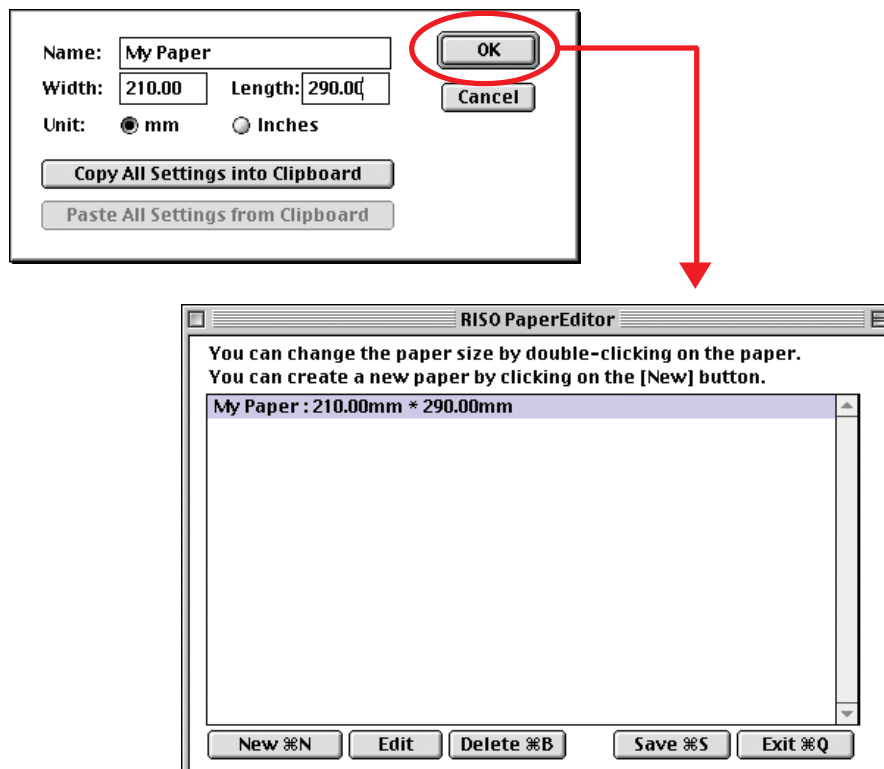 Name: My Paper OK
Width: 210.00 Length: 290.00 Cancel
Unit: mm Inches
Copy All Settings into Clipboard
Paste All Settings from Clipboard
RISO PaperEditor
You can change the paper size by double-clicking on the paper.
You can create a new paper by clicking on the [New] button.
My Paper : 210.00mm * 290.00mm
New ⌘N Edit Delete ⌘B Save ⌘S Exit ⌘Q